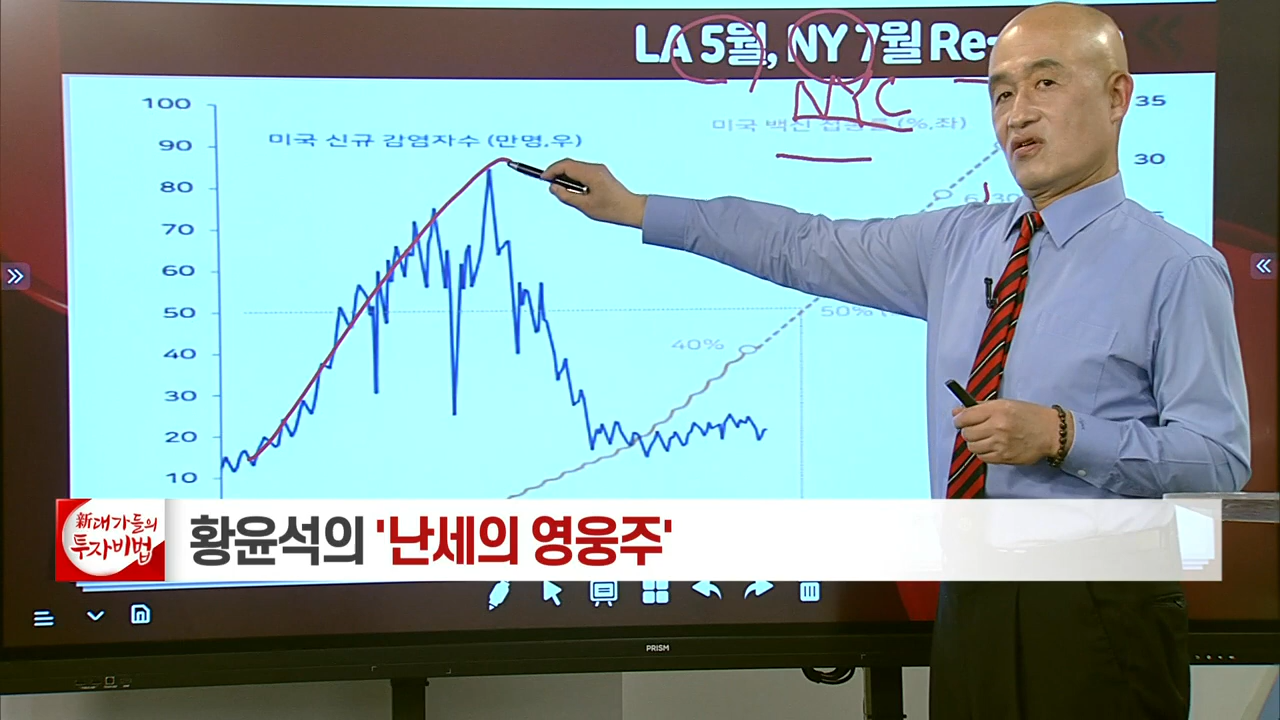 LA 5월, NY 7월 Re-
NYC
100
90
80
70
60
50
40
30
20
10
미국 신규 감염자수 (만명,우)
미국 백신 접종률 (%,좌)
35
30
40%
50%
新대가들의
투자비법
황윤석의 '난세의 영웅주'
PRISM